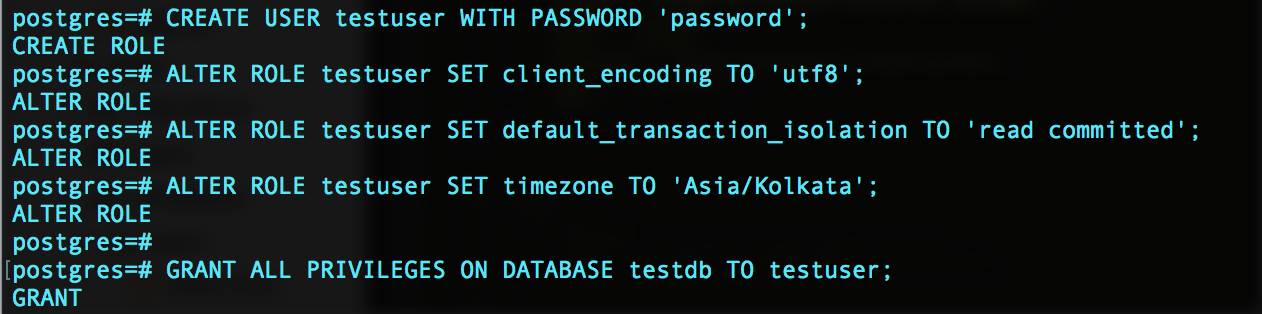 postgres=# CREATE USER testuser WITH PASSWORD 'password';
CREATE ROLE
postgres=# ALTER ROLE testuser SET client_encoding TO 'utf8';
ALTER ROLE
postgres=# ALTER ROLE testuser SET default_transaction_isolation TO 'read committed';
ALTER ROLE
postgres=# ALTER ROLE testuser SET timezone TO 'Asia/Kolkata';
ALTER ROLE
postgres=#
[postgres=# GRANT ALL PRIVILEGES ON DATABASE testdb TO testuser;
GRANT